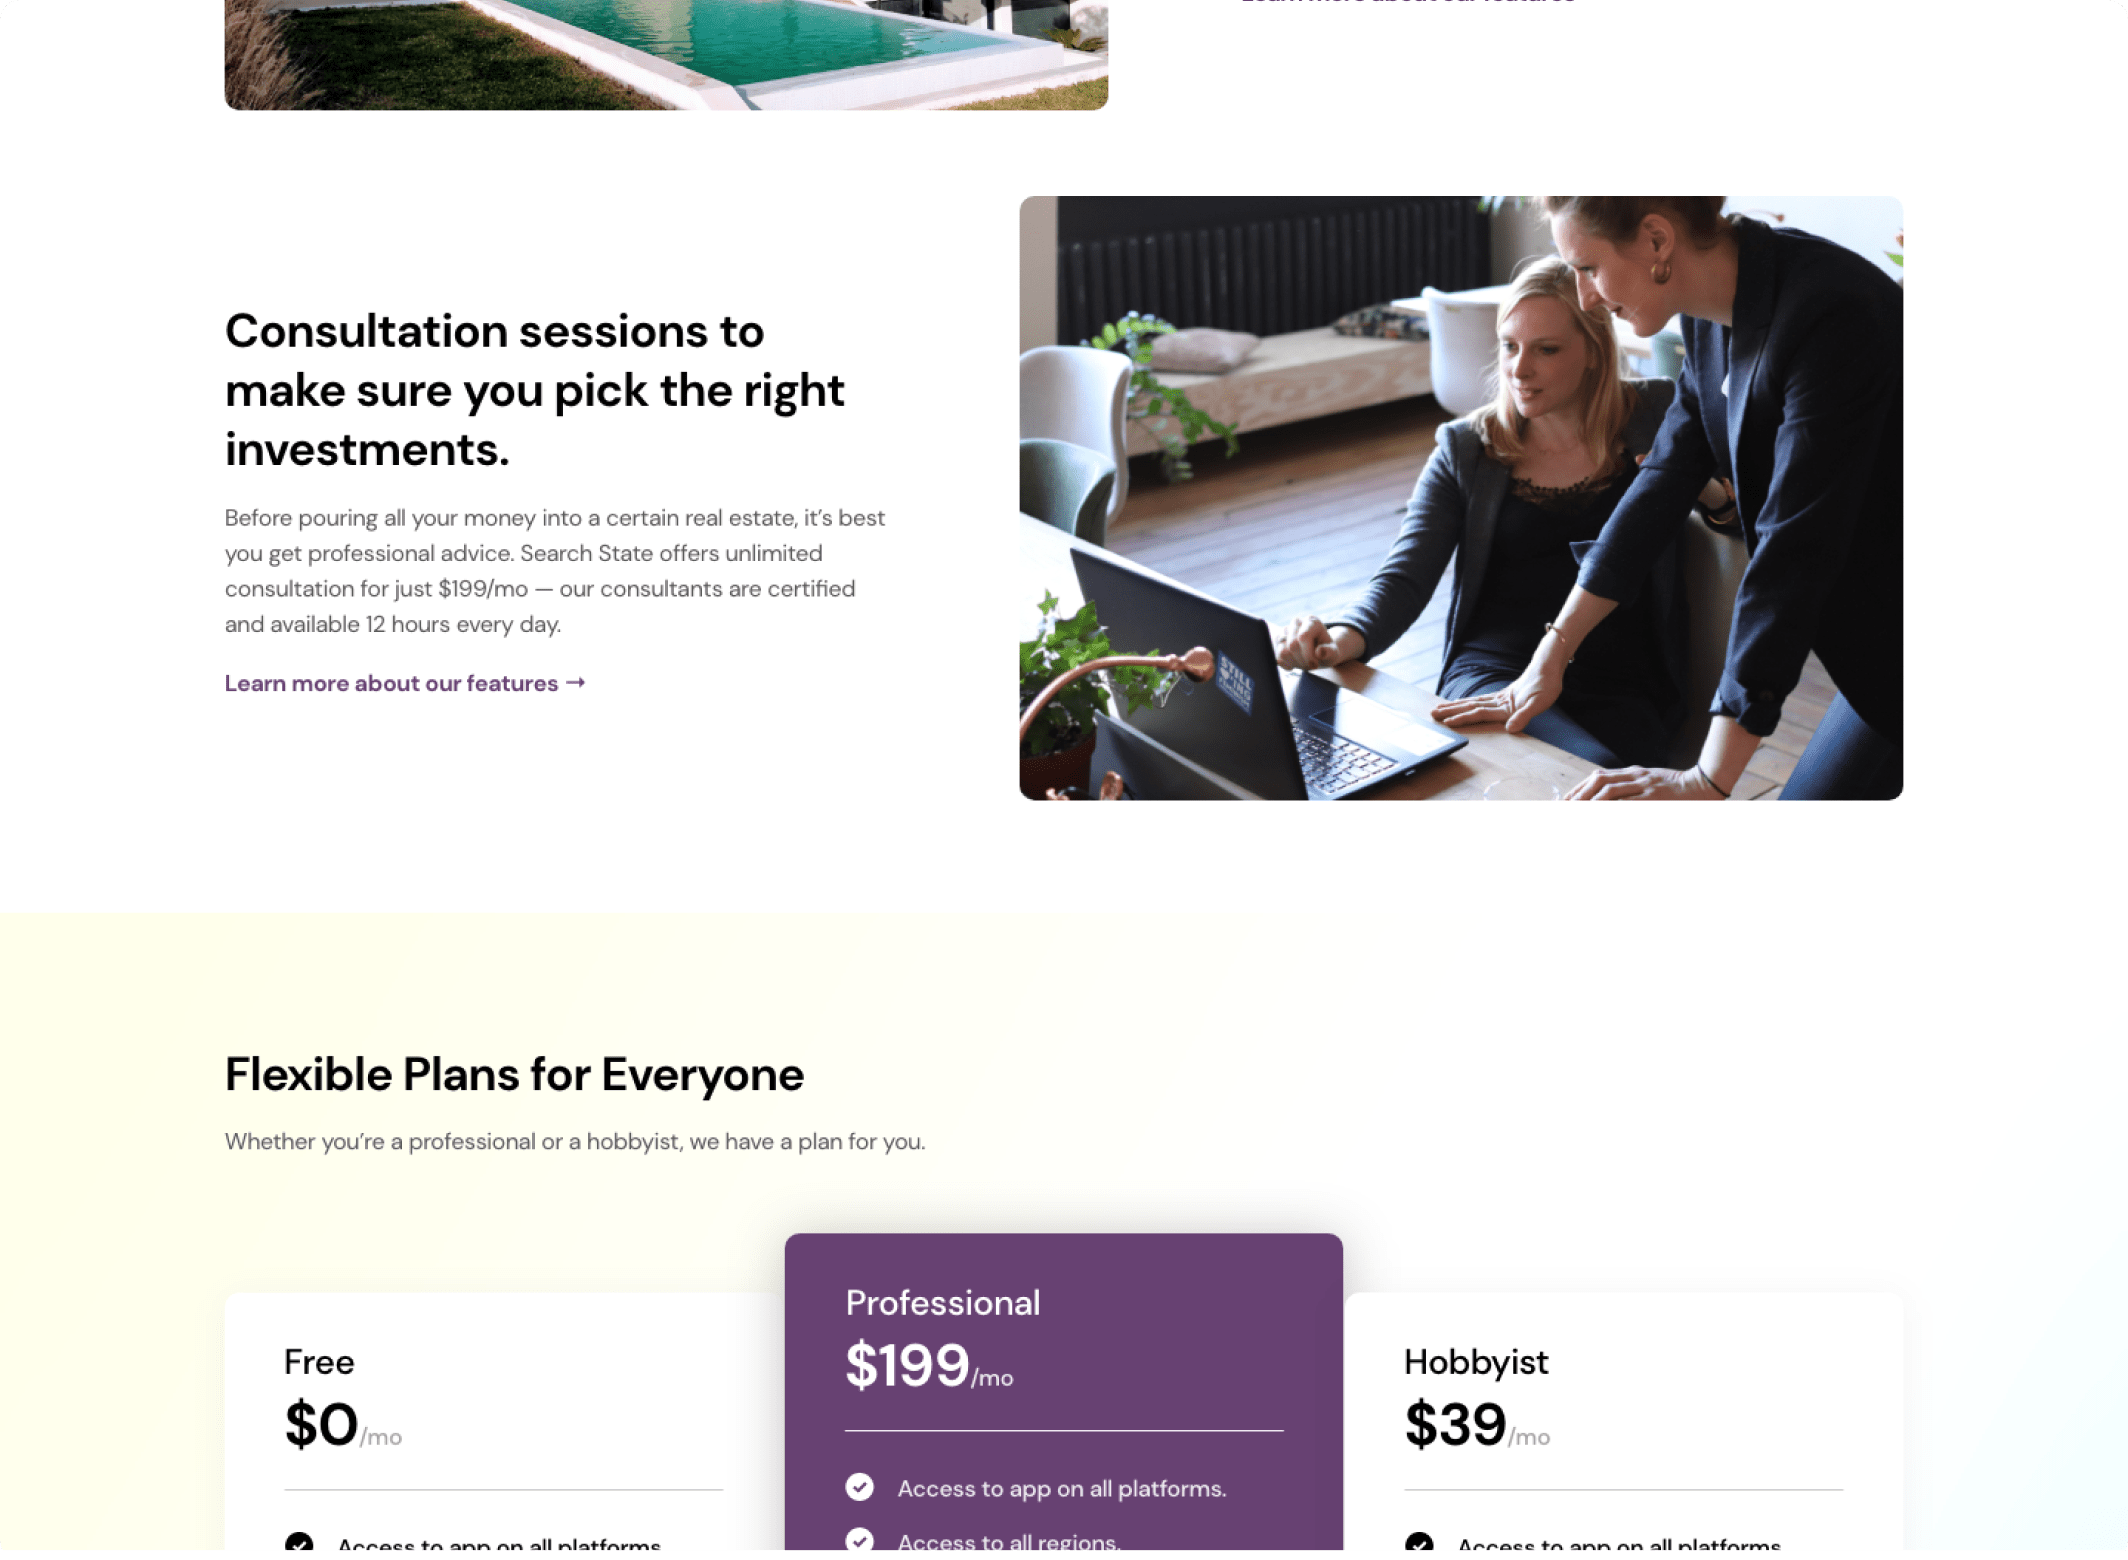 Learn more about our features
Consultation sessions to
make sure you pick the right
investments.
Before pouring all your money into a certain real estate, it’s best
you get professional advice. Search State offers unlimited
consultation for just $199/mo — our consultants are certified
and available 12 hours every day.
Learn more about our features →
STILL
ING
Flexible Plans for Everyone
Whether you’re a professional or a hobbyist, we have a plan for you.
Free
$0/mo
Access to app on all platforms.
Professional
$199/mo
Access to app on all platforms.
Access to all regions.
Hobbyist
$39/mo
Access to app on all platforms.